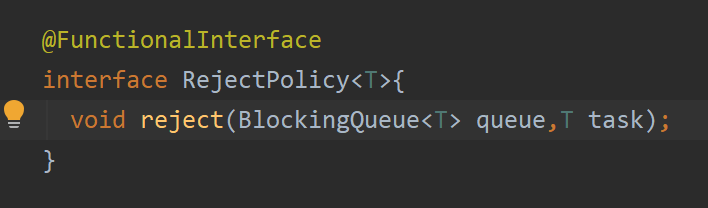 @FunctionalInterface
interface RejectPolicy<T>{
void reject(BlockingQueue<T> queue,T task);
}